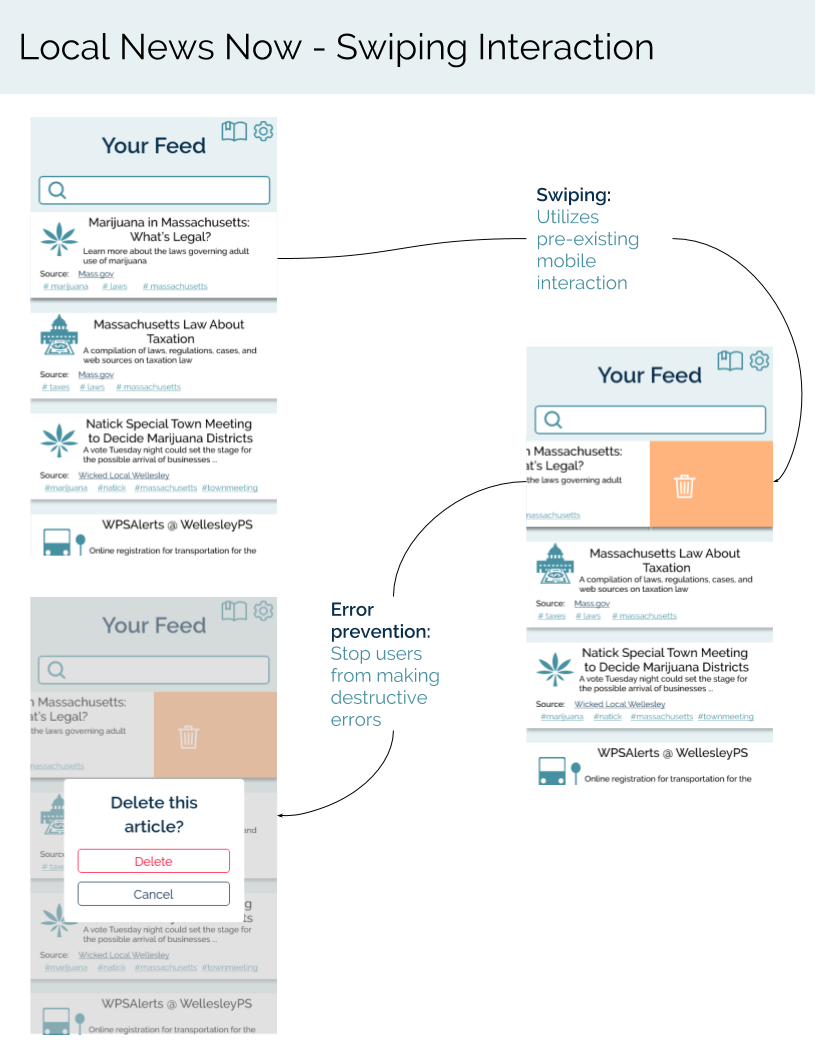 Local News Now - Swiping Interaction
Your Feed
Marijuana in Massachusetts:
What's Legal?
Learn more about the laws governing adult
use of marijuana
Source: Mass.gov
# marijuana # laws # massachusetts
Massachusetts Law About
Taxation
A compilation of laws, regulations, cases, and
web sources on taxation law
Source: Mass.gov
# taxes # laws # massachusetts
Natick Special Town Meeting
to Decide Marijuana Districts
A vote Tuesday night could set the stage for
the possible arrival of businesses ...
Source: Wicked Local Wellesley
#marijuana #natick #massachusetts #townmeeting
WPSAlerts @ WellesleyPS
Online registration for transportation for the
Swiping:
Utilizes
pre-existing
mobile
interaction
Your Feed
n Massachusetts:
at's Legal?
the laws governing adult
massachusetts
Massachusetts Law About
Taxation
A compilation of laws, regulations, cases, and
web sources on taxation law
Source: Mass.gov
# taxes # laws # massachusetts
Natick Special Town Meeting
to Decide Marijuana Districts
A vote Tuesday night could set the stage for
the possible arrival of businesses ...
Source: Wicked Local Wellesley
#marijuana #natick #massachusetts #townmeeting
WPSAlerts @ WellesleyPS
Online registration for transportation for the
Error
prevention:
Stop users
from making
destructive
errors
Your Feed
n Massachusetts:
at's Legal?
the laws governing adult
massachusetts
Delete this
article?
Delete
Cancel
and
Sourc
# taxe
g
ts
A vote Tuesday night could set the stage for
the possible arrival of businesses ...
Source: Wicked Local Wellesley
#marijuana #natick #massachusetts #townmeeting
WPSAlerts @ WellesleyPS
Online registration for transportation for the